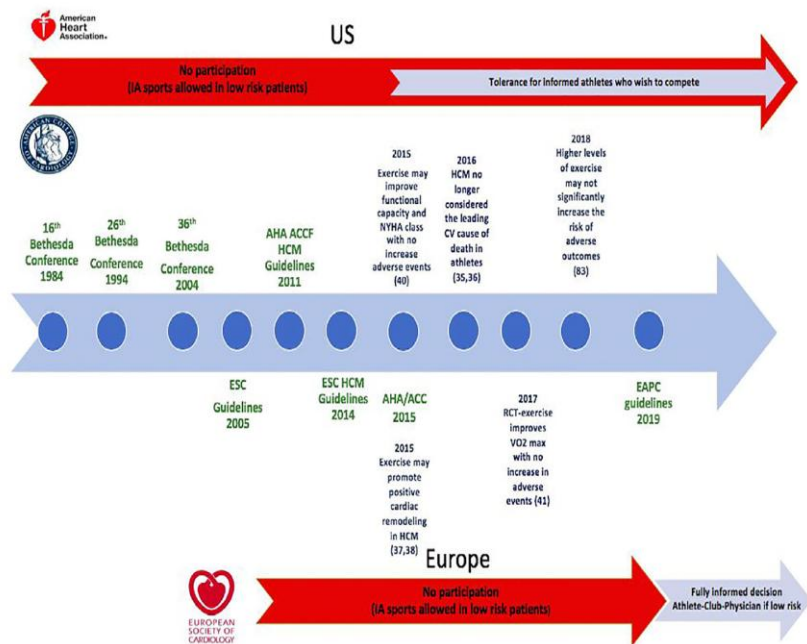 American
Heart
Association.
US
No participation
(IA sports allowed in low risk patients)
Tolerance for informed athletes who wish to compete
AMERICAN COLLEGE OF CARDIOLOGY
16th
Bethesda
Conference
1984
26th
Bethesda
Conference
1994
36th
Bethesda
Conference
2004
AHA ACCF
HCM
Guidelines
2011
2015
Exercise may
improve
functional
capacity and
NYHA class
with no
increase
adverse events
(40)
2016
HCM no
longer
considered
the leading
CV cause of
death in
athletes
(35,36)
2018
Higher levels
of exercise
may not
significantly
increase the
risk of
adverse
outcomes
(83)
ESC
Guidelines
2005
ESC HCM
Guidelines
2014
AHA/ACC
2015
2015
Exercise may
promote
positive
cardiac
remodeling
in HCM
(37,38)
2017
RCT-exercise
improves
VO2 max
with no
increase in
adverse
events (41)
EAPC
guidelines
2019
Europe
EUROPEAN
SOCIETY OF
CARDIOLOGY
No participation
(IA sports allowed in low risk patients)
Fully informed decision
Athlete-Club-Physician if low risk